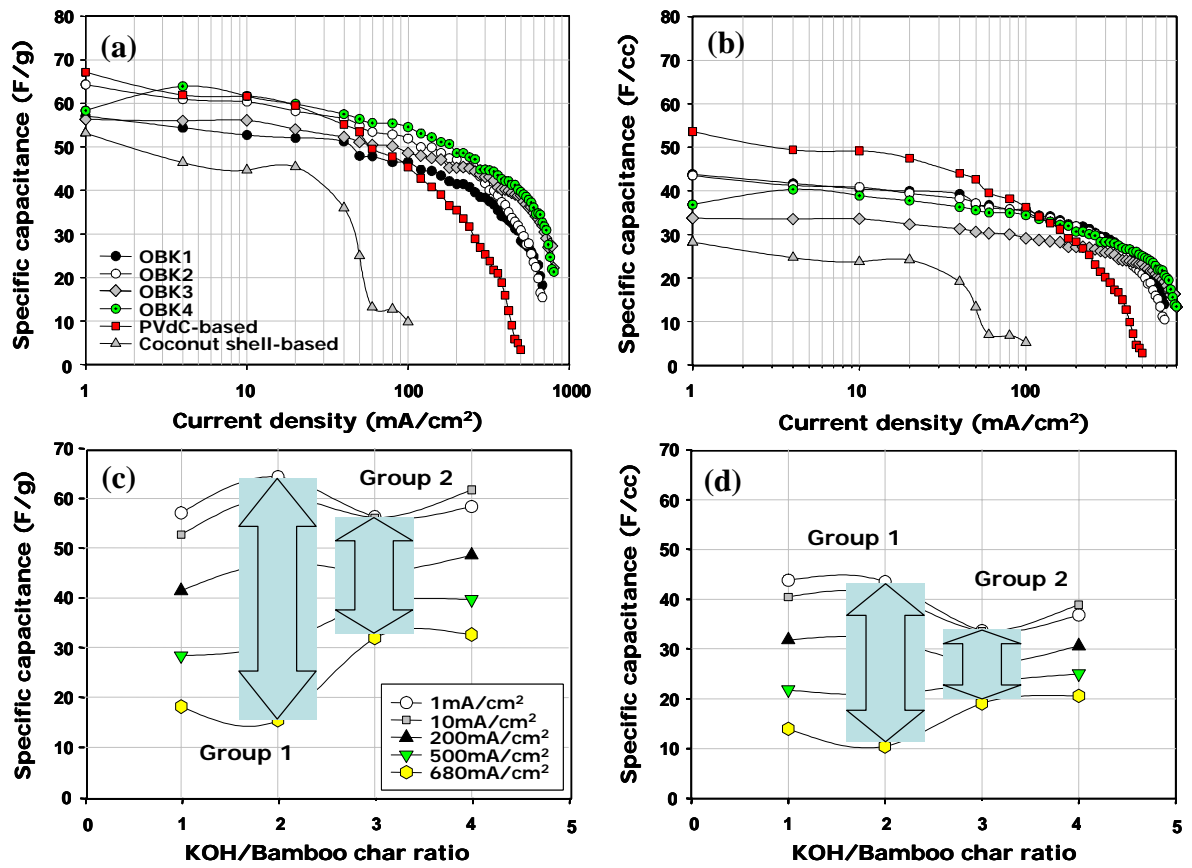 (a)
Specific capacitance (F/g)
80
70
60
50
40
30
20
10
0
OBK1
OBK2
OBK3
OBK4
PVdC-based
Coconut shell-based
1
10
100
1000
Current density (mA/cm²)
(b)
Specific capacitance (F/cc)
80
70
60
50
40
30
20
10
0
1
10
100
Current density (mA/cm²)
(c)
Specific capacitance (F/g)
70
60
50
40
30
20
10
0
Group 2
Group 1
1mA/cm²
10mA/cm²
200mA/cm²
500mA/cm²
680mA/cm²
0 1 2 3 4 5
KOH/Bamboo char ratio
(d)
Specific capacitance (F/cc)
70
60
50
40
30
20
10
0
Group 1
Group 2
0 1 2 3 4 5
KOH/Bamboo char ratio